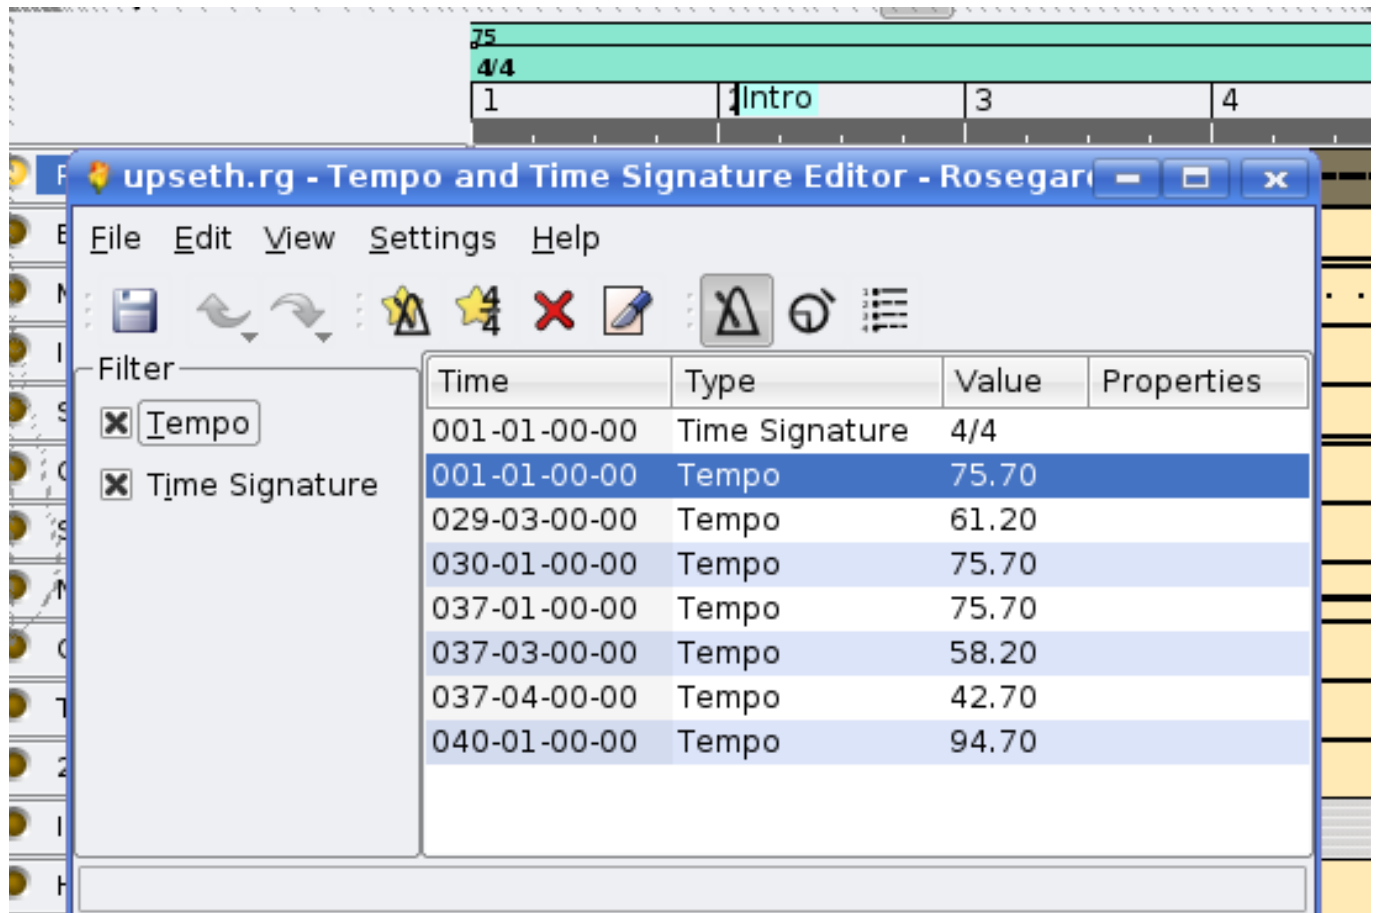 75
4/4
1 Intro 3 4
upseth.rg - Tempo and Time Signature Editor - Rosegar
File Edit View Settings Help
4/4
Filter
Tempo
Time Signature
Time Type Value Properties
001-01-00-00 Time Signature 4/4
001-01-00-00 Tempo 75.70
029-03-00-00 Tempo 61.20
030-01-00-00 Tempo 75.70
037-01-00-00 Tempo 75.70
037-03-00-00 Tempo 58.20
037-04-00-00 Tempo 42.70
040-01-00-00 Tempo 94.70